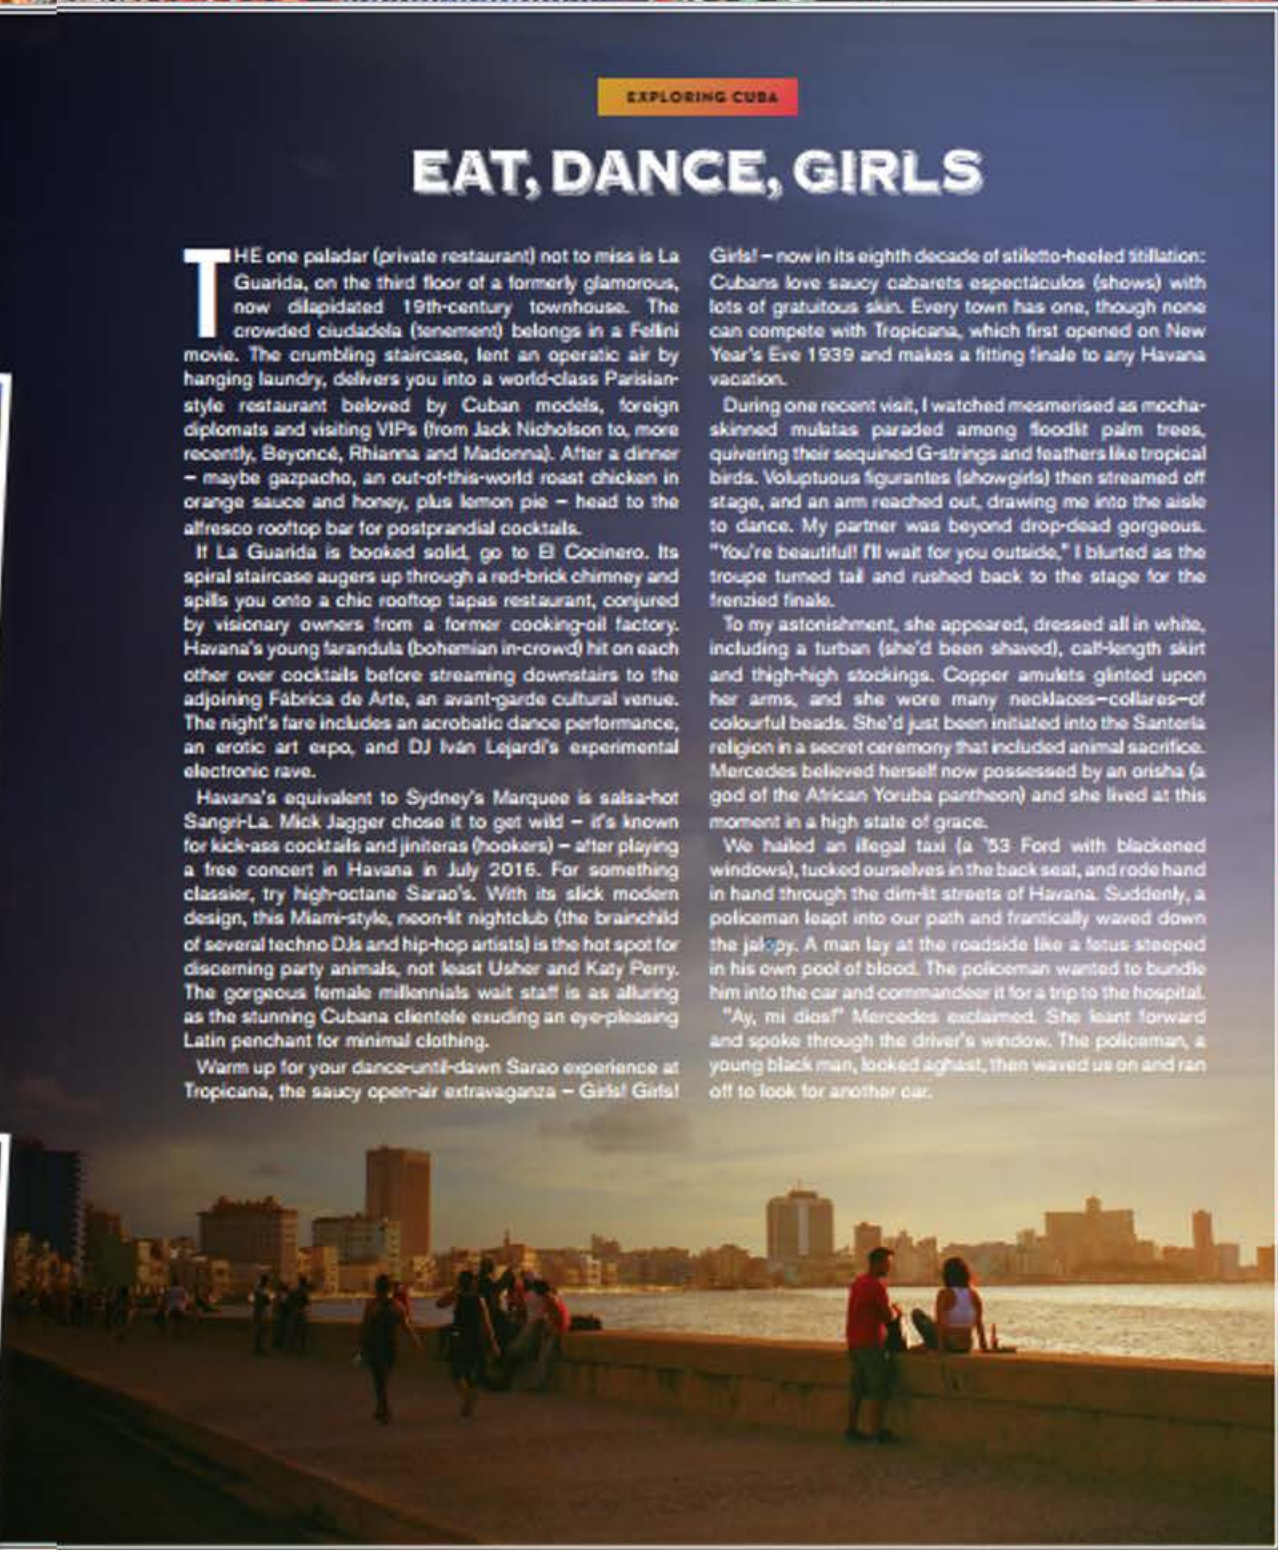 EXPLORING CUBA
EAT, DANCE, GIRLS
THE one paladar (private restaurant) not to miss is La
Guarida, on the third floor of a formerly glamorous,
now dilapidated 19th-century townhouse. The
crowded ciudadela (tenement) belongs in a Fellini
movie. The crumbling staircase, lent an operatic air by
hanging laundry, delivers you into a world-class Parisian-
style restaurant beloved by Cuban models, foreign
diplomats and visiting VIPs (from Jack Nicholson to, more
recently, Beyoncé, Rhianna and Madonna). After a dinner
– maybe gazpacho, an out-of-this-world roast chicken in
orange sauce and honey, plus lemon pie – head to the
alfresco rooftop bar for postprandial cocktails.
If La Guarida is booked solid, go to El Cocinero. Its
spiral staircase augers up through a red-brick chimney and
spills you onto a chic rooftop tapas restaurant, conjured
by visionary owners from a former cooking-oil factory.
Havana's young farandula (bohemian in-crowd) hit on each
other over cocktails before streaming downstairs to the
adjoining Fábrica de Arte, an avant-garde cultural venue.
The night's fare includes an acrobatic dance performance,
an erotic art expo, and DJ Iván Lejardi's experimental
electronic rave.
Havana's equivalent to Sydney's Marquee is salsa-hot
Sangri-La. Mick Jagger chose it to get wild – it's known
for kick-ass cocktails and jiniteras (hookers) – after playing
a free concert in Havana in July 2016. For something
classier, try high-octane Sarao's. With its slick modern
design, this Miami-style, neon-lit nightclub (the brainchild
of several techno DJs and hip-hop artists) is the hot spot for
discerning party animals, not least Usher and Katy Perry.
The gorgeous female millennials wait staff is as alluring
as the stunning Cubana clientele exuding an eye-pleasing
Latin penchant for minimal clothing.
Warm up for your dance-until-dawn Sarao experience at
Tropicana, the saucy open-air extravaganza – Girls! Girls!
Girls! – now in its eighth decade of stiletto-heeled titillation:
Cubans love saucy cabarets espectáculos (shows) with
lots of gratuitous skin. Every town has one, though none
can compete with Tropicana, which first opened on New
Year's Eve 1939 and makes a fitting finale to any Havana
vacation.
During one recent visit, I watched mesmerised as mocha-
skinned mulatas paraded among floodlit palm trees,
quivering their sequined G-strings and feathers like tropical
birds. Voluptuous figurantes (showgirls) then streamed off
stage, and an arm reached out, drawing me into the aisle
to dance. My partner was beyond drop-dead gorgeous.
"You're beautiful! I'll wait for you outside," I blurted as the
troupe turned tail and rushed back to the stage for the
frenzied finale.
To my astonishment, she appeared, dressed all in white,
including a turban (she'd been shaved), calf-length skirt
and thigh-high stockings. Copper amulets glinted upon
her arms, and she wore many necklaces—collares—of
colourful beads. She'd just been initiated into the Santería
religion in a secret ceremony that included animal sacrifice.
Mercedes believed herself now possessed by an orisha (a
god of the African Yoruba pantheon) and she lived at this
moment in a high state of grace.
We hailed an illegal taxi (a '53 Ford with blackened
windows), tucked ourselves in the back seat, and rode hand
in hand through the dim-lit streets of Havana. Suddenly, a
policeman leapt into our path and frantically waved down
the jalopy. A man lay at the roadside like a fetus steeped
in his own pool of blood. The policeman wanted to bundle
him into the car and commandeer it for a trip to the hospital.
"Ay, mi dios!" Mercedes exclaimed. She leant forward
and spoke through the driver's window. The policeman, a
young black man, looked aghast, then waved us on and ran
off to look for another car.